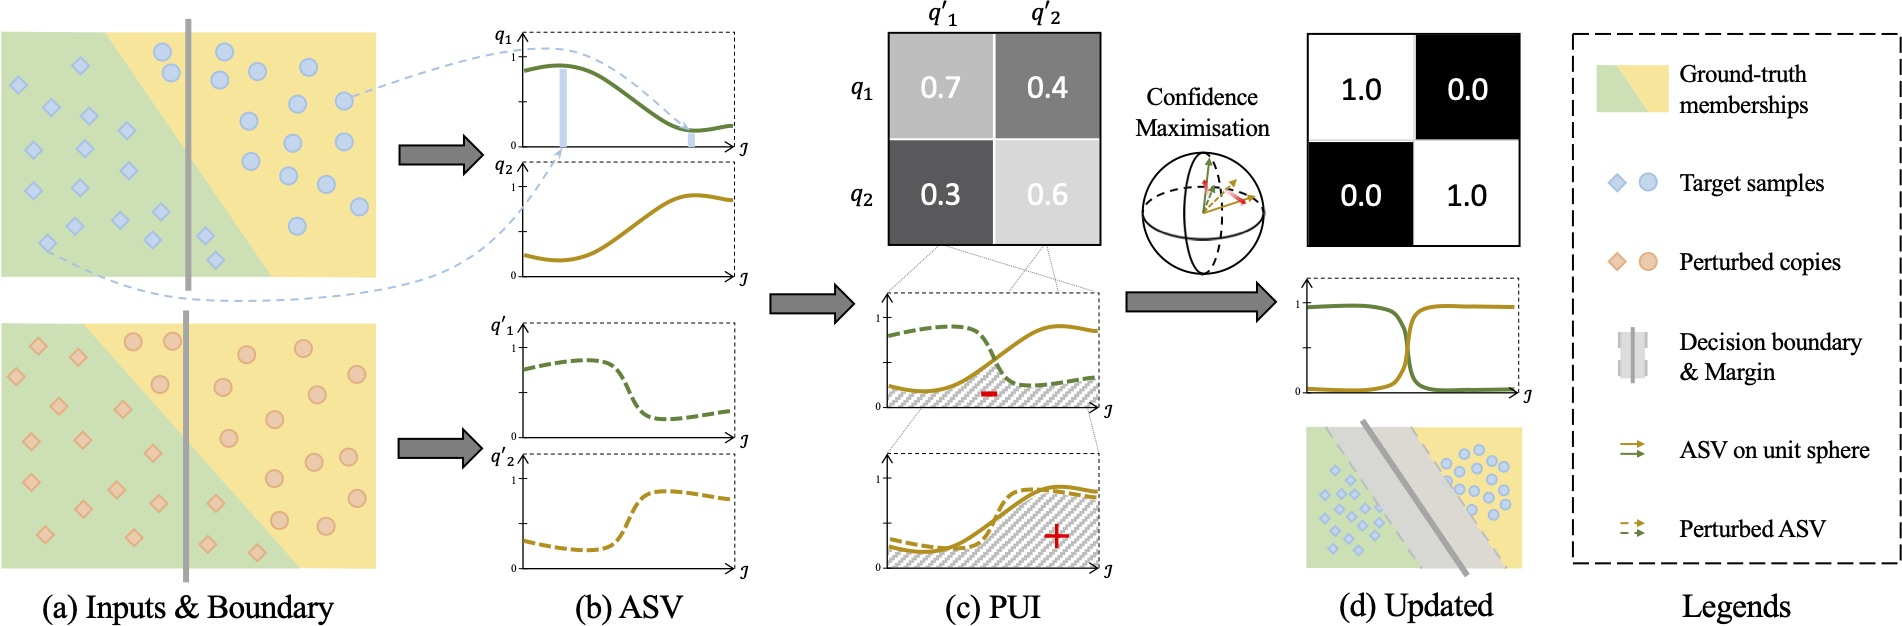 q₁
1
0
𝒥
q₂
1
0
𝒥
q'₁
1
0
𝒥
q'₂
1
0
𝒥
q'₁ q'₂
q₁ 0.7 0.4
q₂ 0.3 0.6
1
0
𝒥
1
0
𝒥
Confidence
Maximisation
1.0 0.0
0.0 1.0
1
0
𝒥
Ground-truth
memberships
Target samples
Perturbed copies
Decision boundary
& Margin
ASV on unit sphere
Perturbed ASV
(a) Inputs & Boundary
(b) ASV
(c) PUI
(d) Updated
Legends